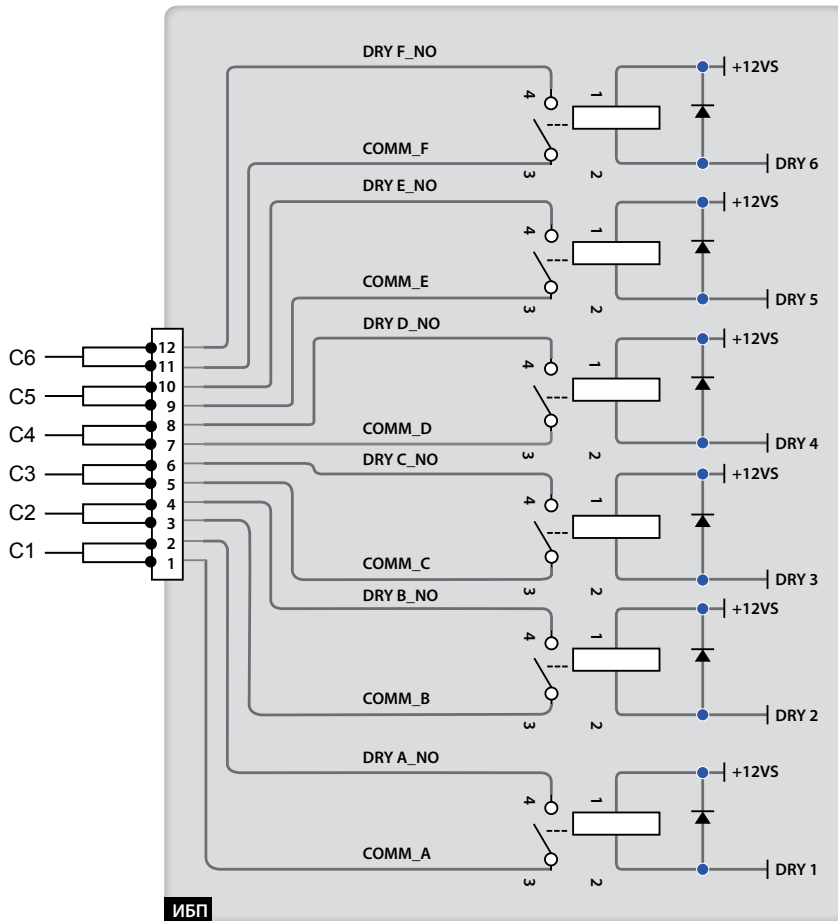 DRY F_NO
+12VS
4
1
COMM_F
3
2
DRY 6
DRY E_NO
+12VS
4
1
COMM_E
3
2
DRY 5
DRY D_NO
+12VS
4
1
COMM_D
3
2
DRY 4
DRY C_NO
+12VS
4
1
COMM_C
3
2
DRY 3
DRY B_NO
+12VS
4
1
COMM_B
3
2
DRY 2
DRY A_NO
+12VS
4
1
COMM_A
3
2
DRY 1
C6
12
11
C5
10
9
C4
8
7
C3
6
5
C2
4
3
C1
2
1
ИБП